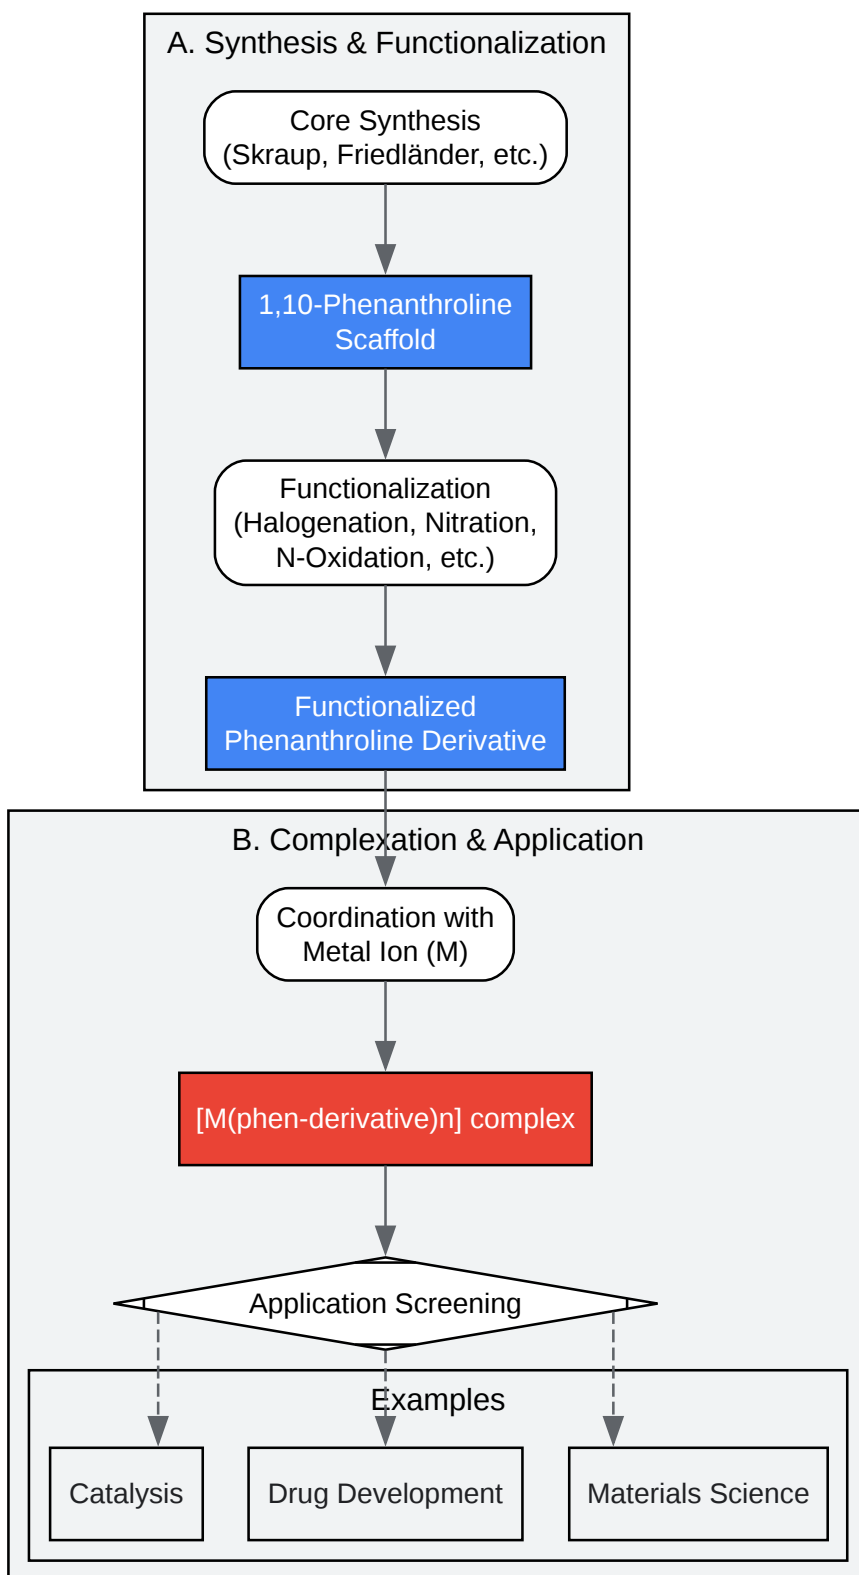 A. Synthesis & Functionalization
Core Synthesis
(Skraup, Friedländer, etc.)
1,10-Phenanthroline
Scaffold
Functionalization
(Halogenation, Nitration,
N-Oxidation, etc.)
Functionalized
Phenanthroline Derivative
B. Complexation & Application
Coordination with
Metal Ion (M)
[M(phen-derivative)n] complex
Application Screening
Examples
Catalysis
Drug Development
Materials Science